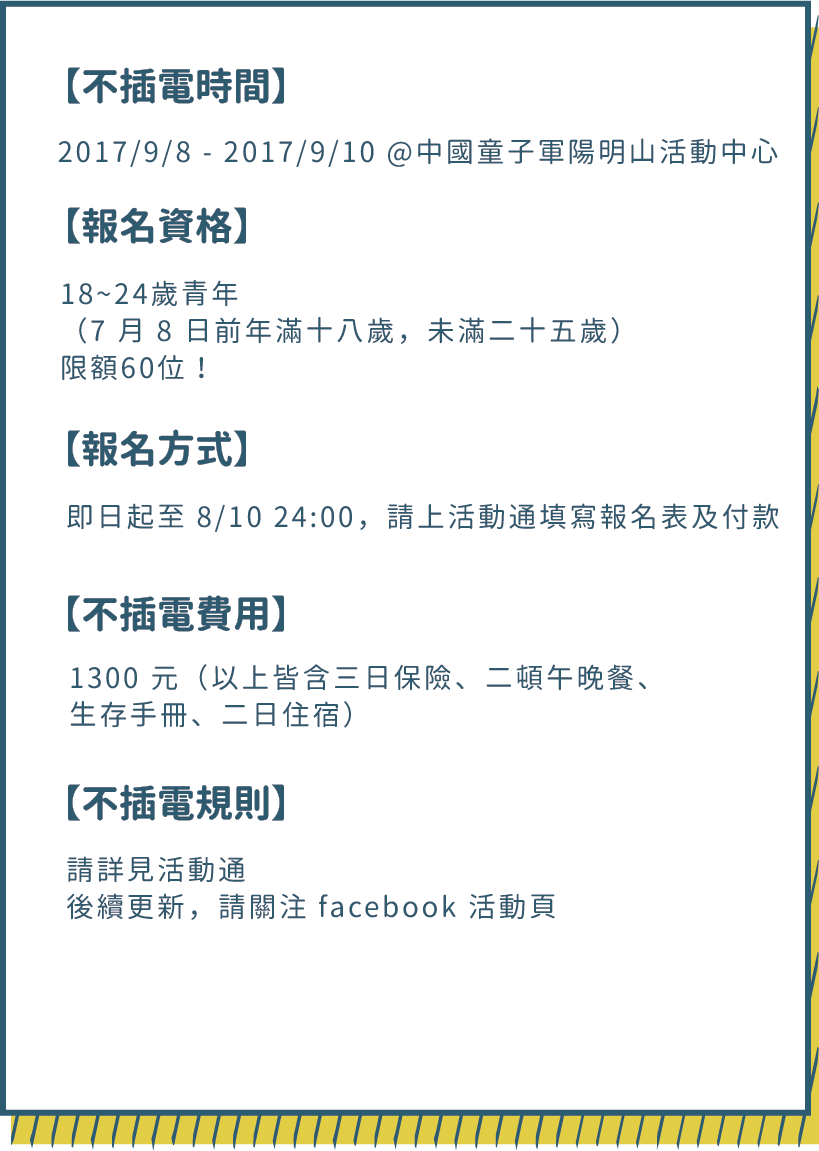 【不插電時間】
2017/9/8 - 2017/9/10 @中國童子軍陽明山活動中心
【報名資格】
18~24歲青年
（7 月 8 日前年滿十八歲，未滿二十五歲）
限額60位！
【報名方式】
即日起至 8/10 24:00，請上活動通填寫報名表及付款
【不插電費用】
1300 元（以上皆含三日保險、二頓午晚餐、
生存手冊、二日住宿）
【不插電規則】
請詳見活動通
後續更新，請關注 facebook 活動頁